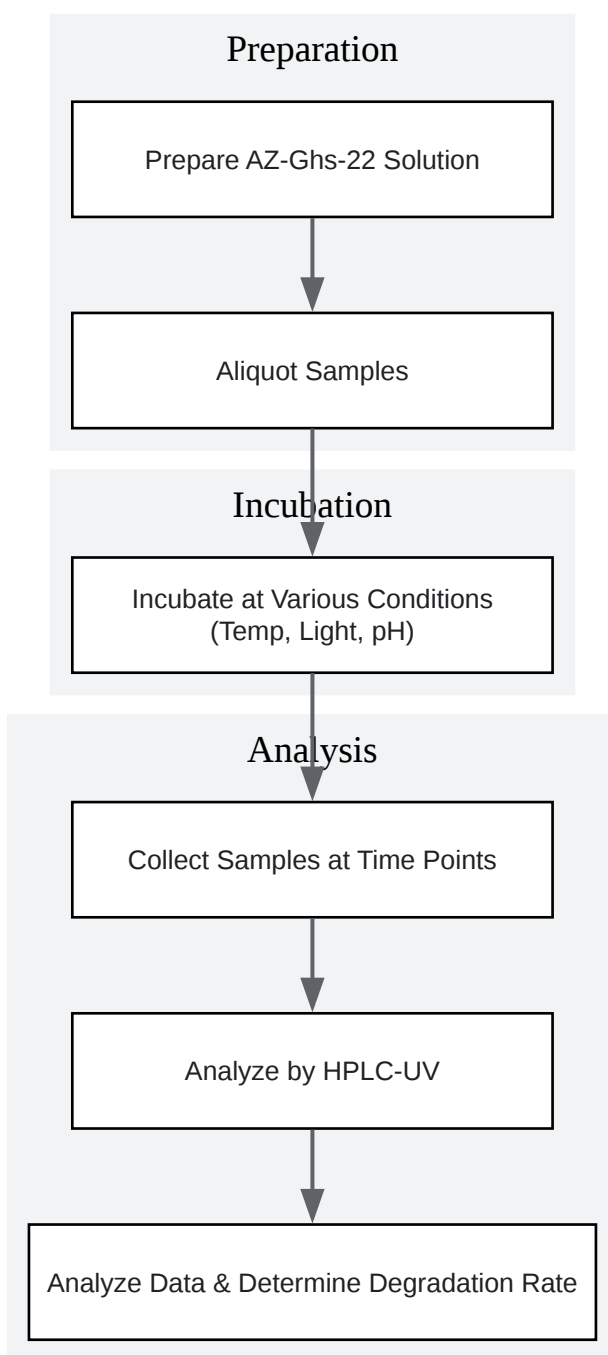 Preparation
Prepare AZ-Ghs-22 Solution
Aliquot Samples
Incubation
Incubate at Various Conditions
(Temp, Light, pH)
Analysis
Collect Samples at Time Points
Analyze by HPLC-UV
Analyze Data & Determine Degradation Rate